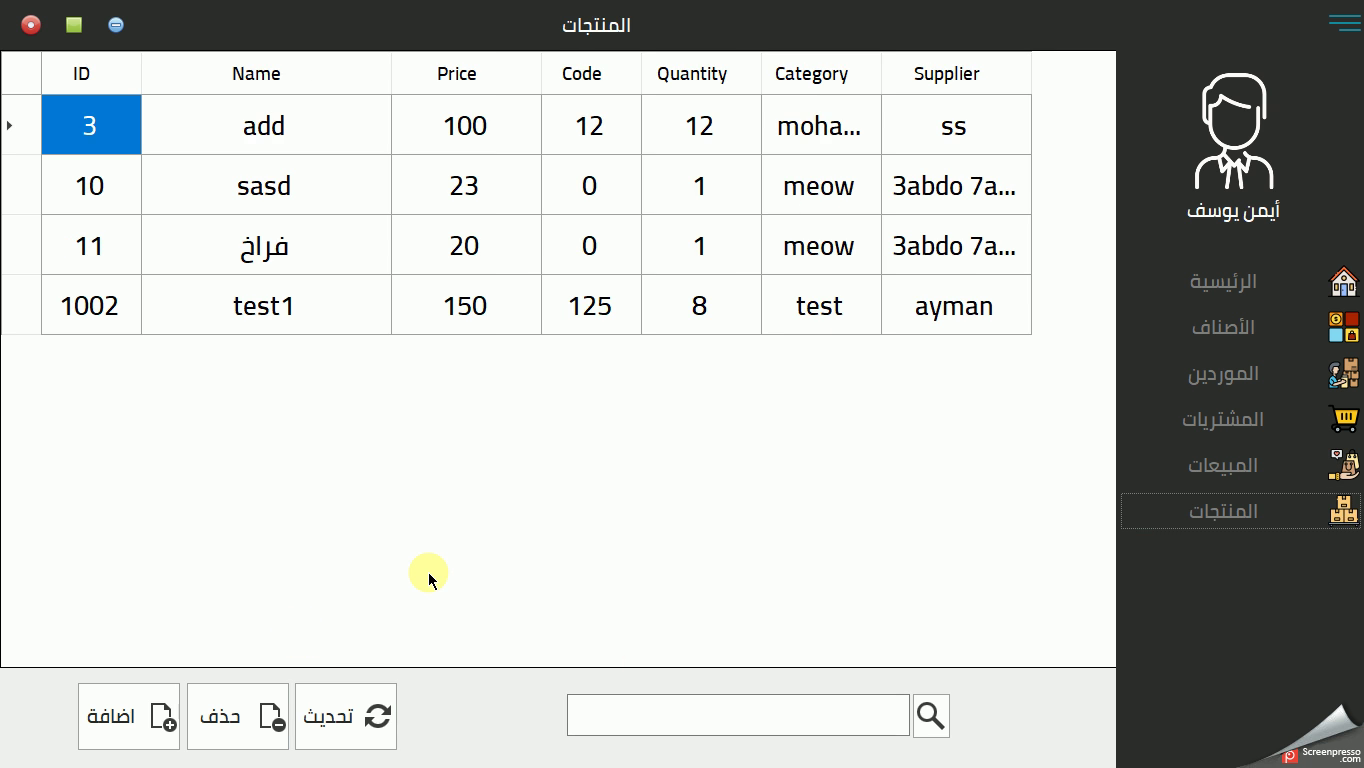 المنتجات
ID Name Price Code Quantity Category Supplier
3 add 100 12 12 moha... ss
10 sasd 23 0 1 meow 3abdo 7a...
11 فراخ 20 0 1 meow 3abdo 7a...
1002 test1 150 125 8 test ayman
أيمن يوسف
الرئيسية
الأصناف
الموردين
المشتريات
المبيعات
المنتجات
اضافة
حذف
تحديث
Screenpresso
.com